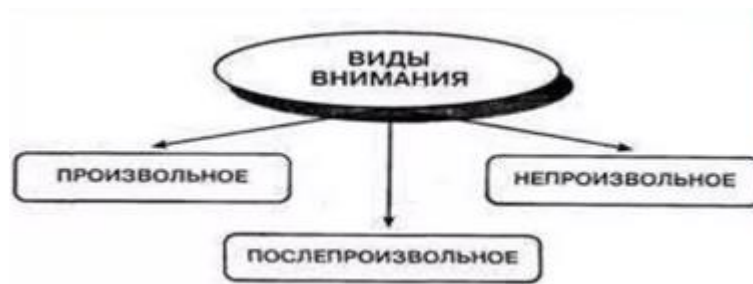 ВИДЫ
ВНИМАНИЯ
ПРОИЗВОЛЬНОЕ
НЕПРОИЗВОЛЬНОЕ
ПОСЛЕПРОИЗВОЛЬНОЕ